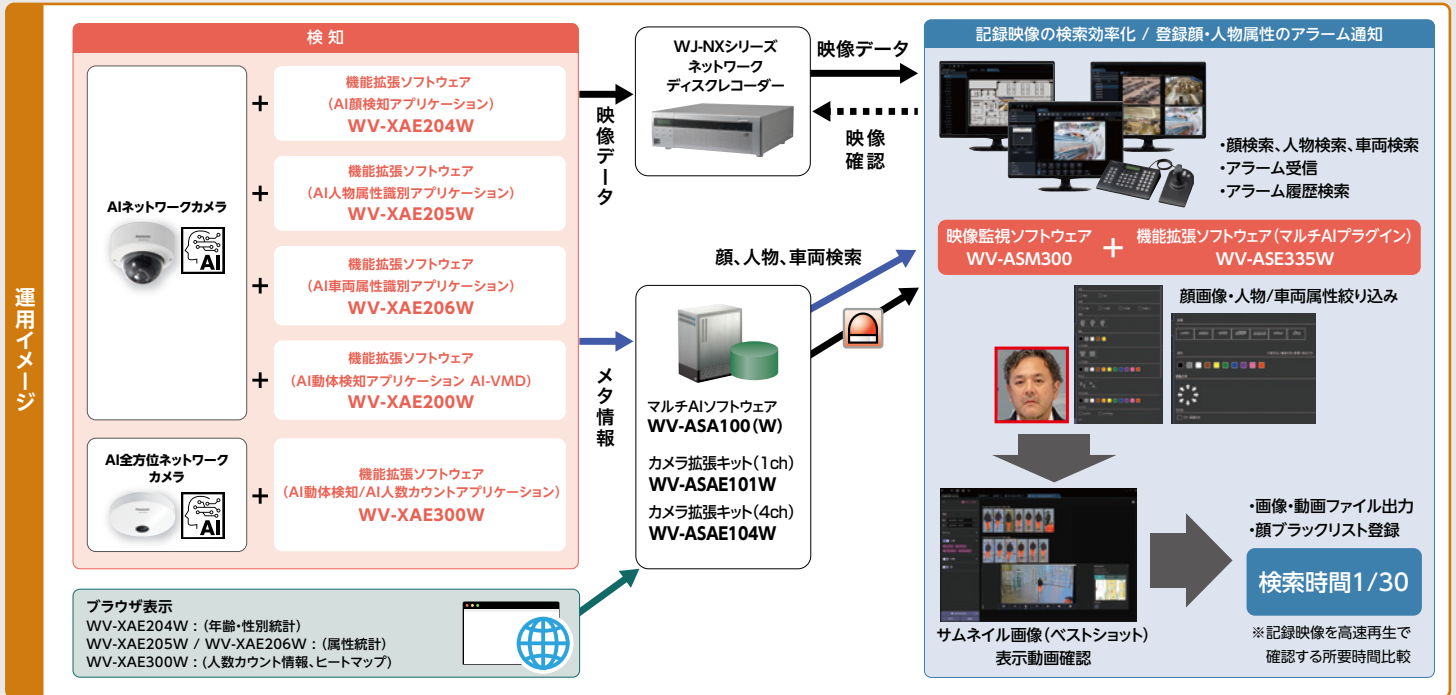 運用イメージ
検知
AIネットワークカメラ
AI
+
機能拡張ソフトウェア
(AI顔検知アプリケーション)
WV-XAE204W
+
機能拡張ソフトウェア
(AI人物属性識別アプリケーション)
WV-XAE205W
+
機能拡張ソフトウェア
(AI車両属性識別アプリケーション)
WV-XAE206W
+
機能拡張ソフトウェア
(AI動体検知アプリケーション AI-VMD)
WV-XAE200W
AI全方位ネットワーク
カメラ
AI
+
機能拡張ソフトウェア
(AI動体検知/AI人数カウントアプリケーション)
WV-XAE300W
ブラウザ表示
WV-XAE204W:(年齢・性別統計)
WV-XAE205W / WV-XAE206W:(属性統計)
WV-XAE300W:(人数カウント情報、ヒートマップ)
映像データ
メタ情報
WJ-NXシリーズ
ネットワーク
ディスクレコーダー
映像データ
映像
確認
顔、人物、車両検索
マルチAIソフトウェア
WV-ASA100(W)
カメラ拡張キット(1ch)
WV-ASAE101W
カメラ拡張キット(4ch)
WV-ASAE104W
記録映像の検索効率化 / 登録顔・人物属性のアラーム通知
・顔検索、人物検索、車両検索
・アラーム受信
・アラーム履歴検索
映像監視ソフトウェア
WV-ASM300
+
機能拡張ソフトウェア(マルチAIプラグイン)
WV-ASE335W
顔画像・人物/車両属性絞り込み
サムネイル画像(ベストショット)
表示動画確認
・画像・動画ファイル出力
・顔ブラックリスト登録
検索時間1/30
※記録映像を高速再生で
確認する所要時間比較